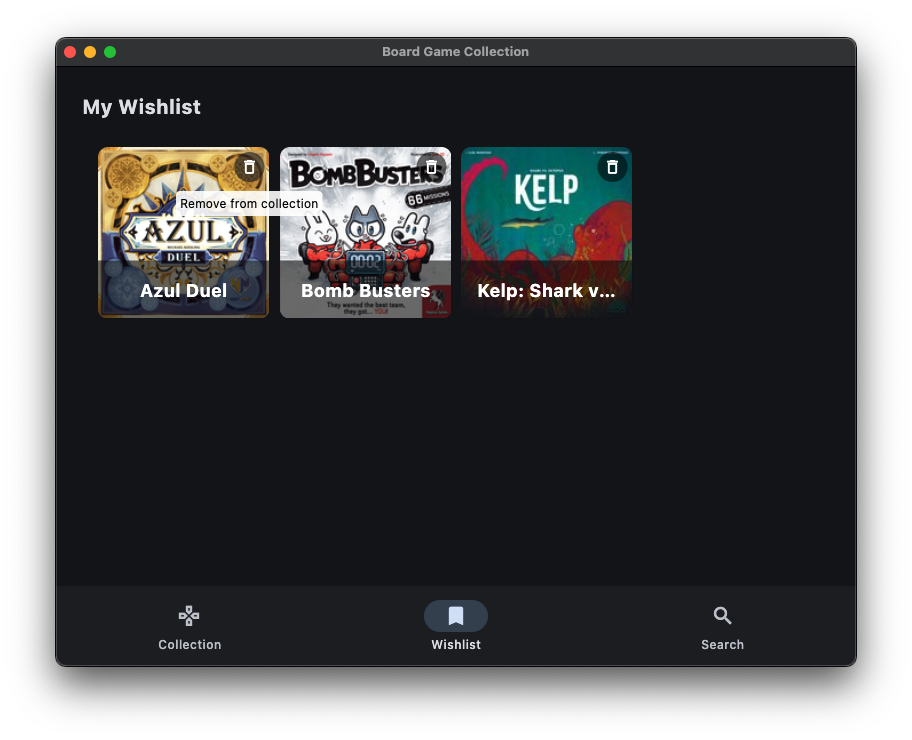 Board Game Collection
My Wishlist
AZUL
DUEL
Remove from collection
Azul Duel
BOMBBUSTERS
66 MISSIONS
00:02
Bomb Busters
They wanted the best team,
they got... YOU!
KELP
Kelp: Shark v...
Collection
Wishlist
Search